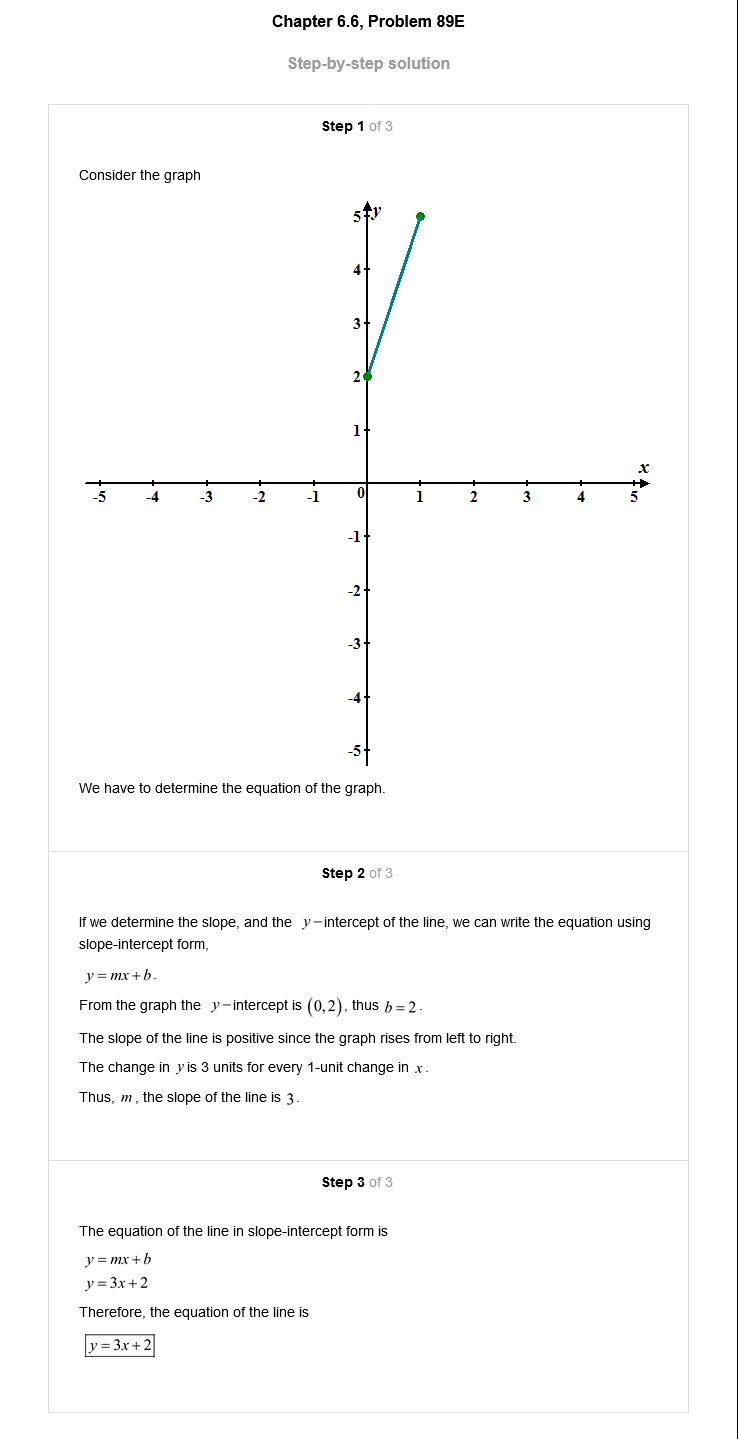 Chapter 6.6, Problem 89E
Step-by-step solution
Step 1 of 3
Consider the graph
5 y
4
3
2
1
x
-5 -4 -3 -2 -1 0 1 2 3 4 5
-1
-2
-3
-4
-5
We have to determine the equation of the graph.
Step 2 of 3
If we determine the slope, and the y−intercept of the line, we can write the equation using
slope-intercept form,
y = mx + b.
From the graph the y−intercept is (0,2), thus b = 2.
The slope of the line is positive since the graph rises from left to right.
The change in y is 3 units for every 1-unit change in x.
Thus, m, the slope of the line is 3.
Step 3 of 3
The equation of the line in slope-intercept form is
y = mx + b
y = 3x + 2
Therefore, the equation of the line is
y = 3x + 2